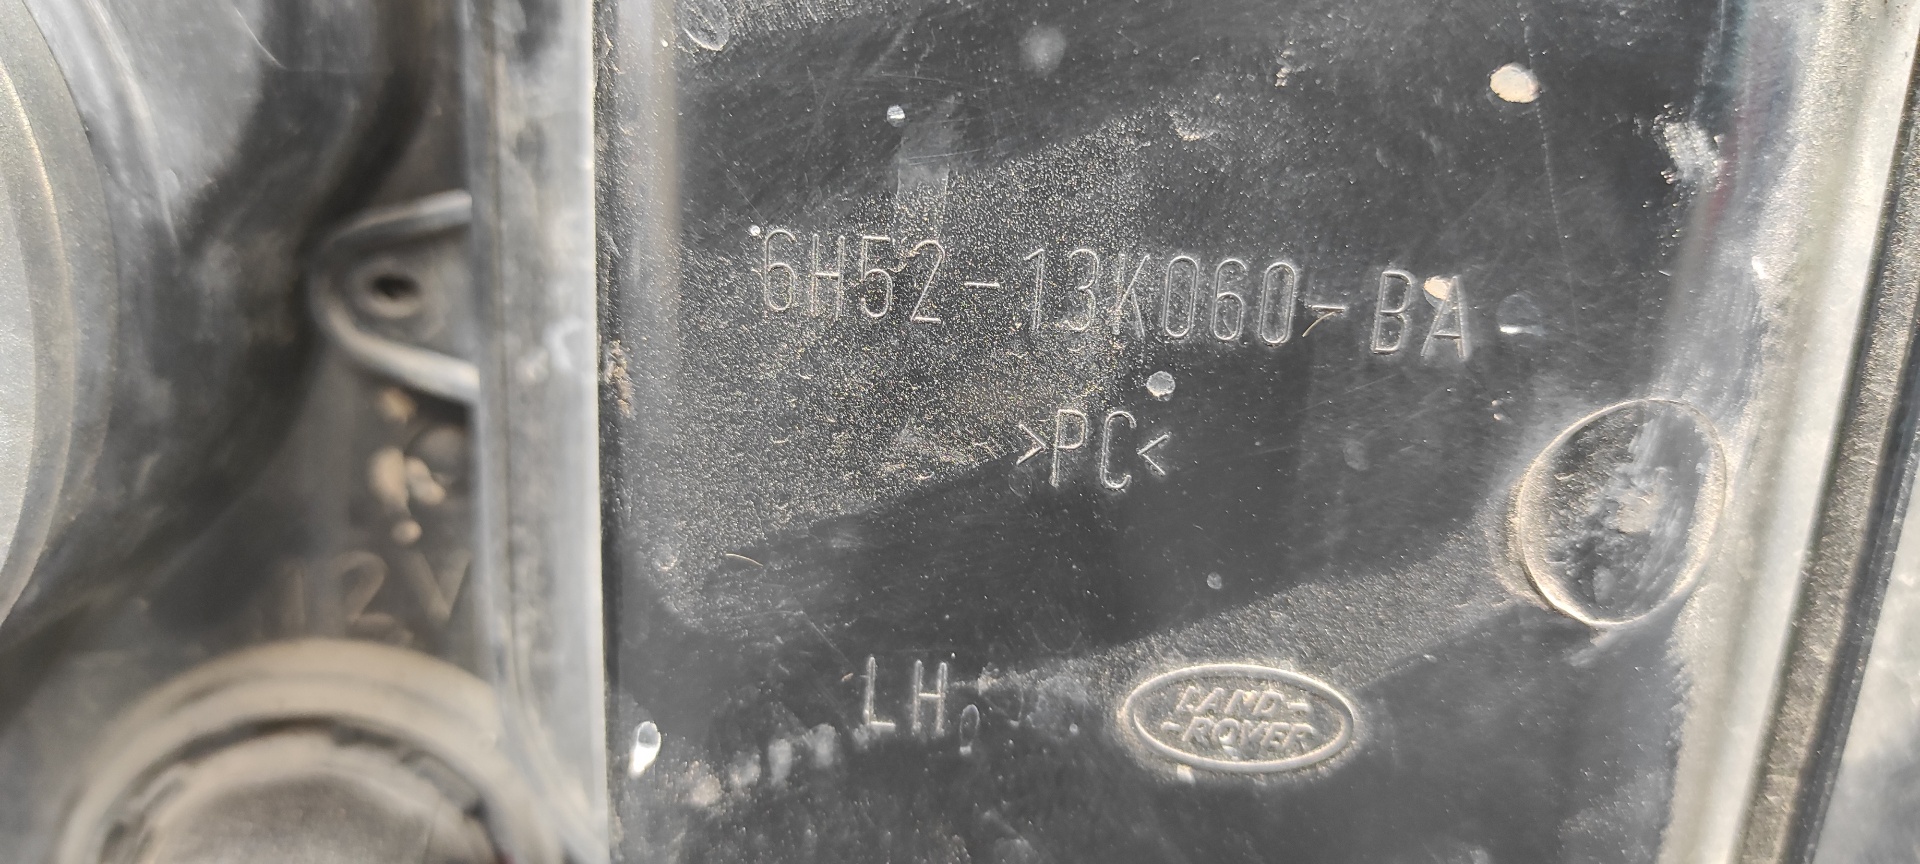 6H52-13K060-BA
>PC<
12V
LH
LAND-
-ROVER